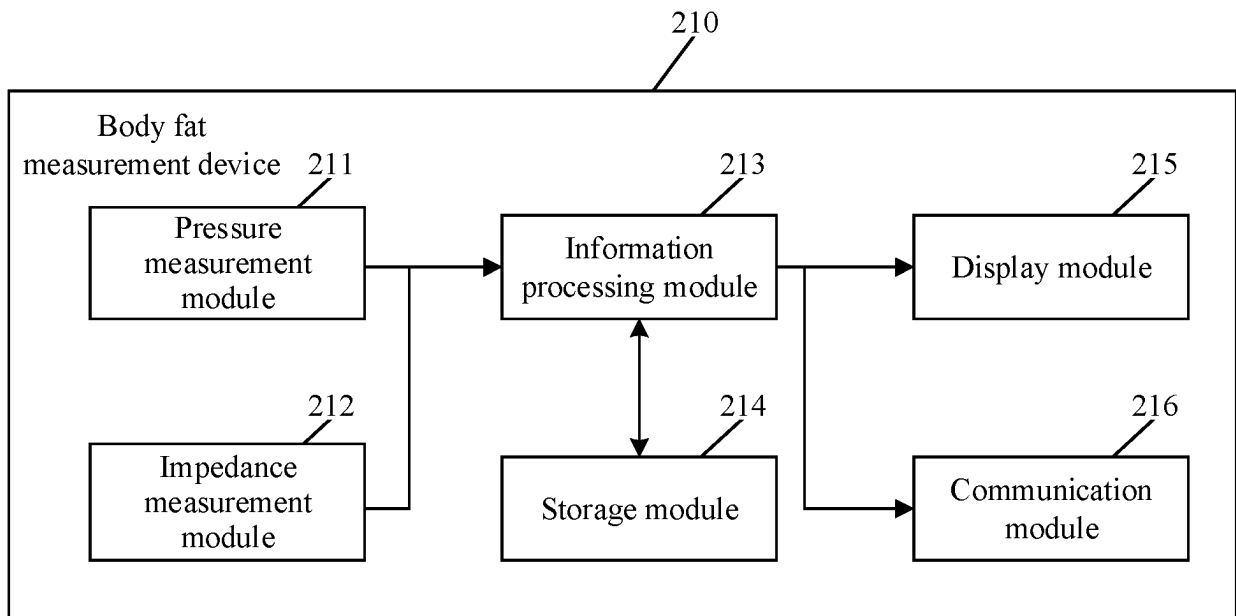 210
Body fat
measurement device
211
213
215
Pressure
measurement
module
Information
processing module
Display module
212
214
216
Impedance
measurement
module
Storage module
Communication
module